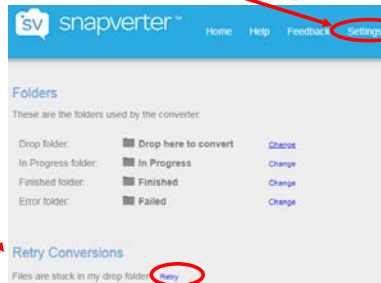 sv snapverter™ Home Help Feedback Settings
Folders
These are the folders used by the converter.
Drop folder: Drop here to convert Change
In Progress folder: In Progress Change
Finished folder: Finished Change
Error folder: Failed Change
Retry Conversions
Files are stuck in my drop folder Retry